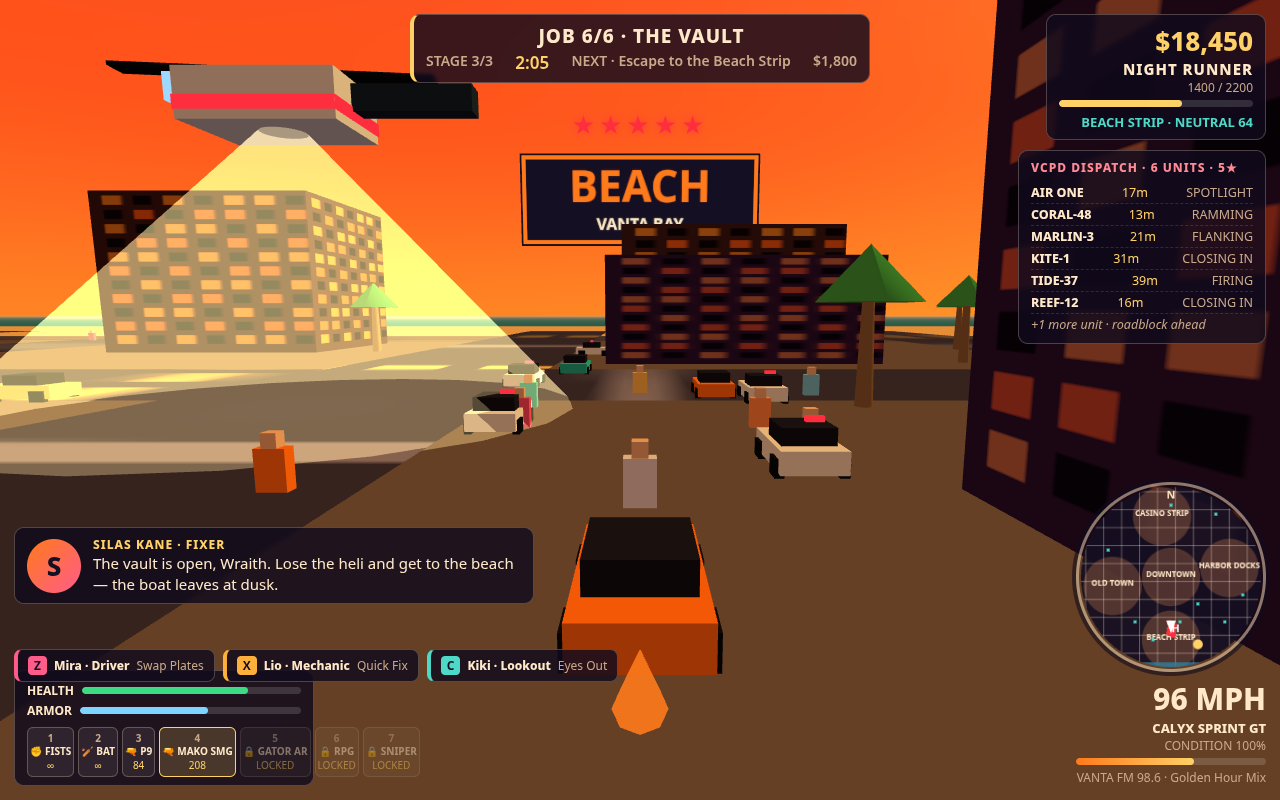 JOB 6/6 · THE VAULT
STAGE 3/3 2:05 NEXT · Escape to the Beach Strip $1,800
$18,450
NIGHT RUNNER
1400 / 2200
BEACH STRIP · NEUTRAL 64
VCPD DISPATCH · 6 UNITS · 5★
AIR ONE 17m SPOTLIGHT
CORAL-48 13m RAMMING
MARLIN-3 21m FLANKING
KITE-1 31m CLOSING IN
TIDE-37 39m FIRING
REEF-12 16m CLOSING IN
+1 more unit · roadblock ahead
★★★★★
BEACH
VANTA BAY
S
SILAS KANE · FIXER
The vault is open, Wraith. Lose the heli and get to the beach
— the boat leaves at dusk.
Z Mira · Driver Swap Plates
X Lio · Mechanic Quick Fix
C Kiki · Lookout Eyes Out
HEALTH
ARMOR
1 FISTS ∞
2 BAT ∞
3 P9 84
4 MAKO SMG 208
5 GATOR AR LOCKED
6 RPG LOCKED
7 SNIPER LOCKED
N
CASINO STRIP
OLD TOWN
DOWNTOWN
HARBOR DOCKS
H
BEACH STRIP
96 MPH
CALYX SPRINT GT
CONDITION 100%
VANTA FM 98.6 · Golden Hour Mix